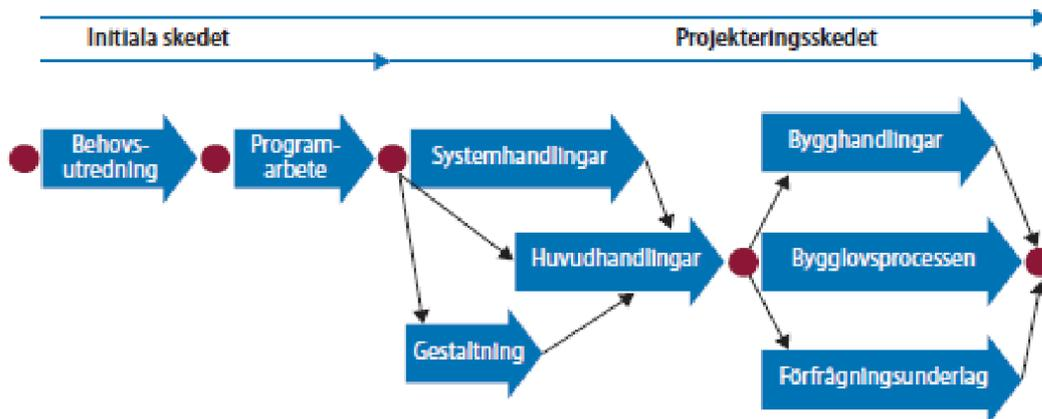 Initiala skedet
Projekteringsskedet
Behovs-
utredning
Program-
arbete
Systemhandlingar
Huvudhandlingar
Gestaltning
Bygghandlingar
Bygglovsprocessen
Förfrågningsunderlag